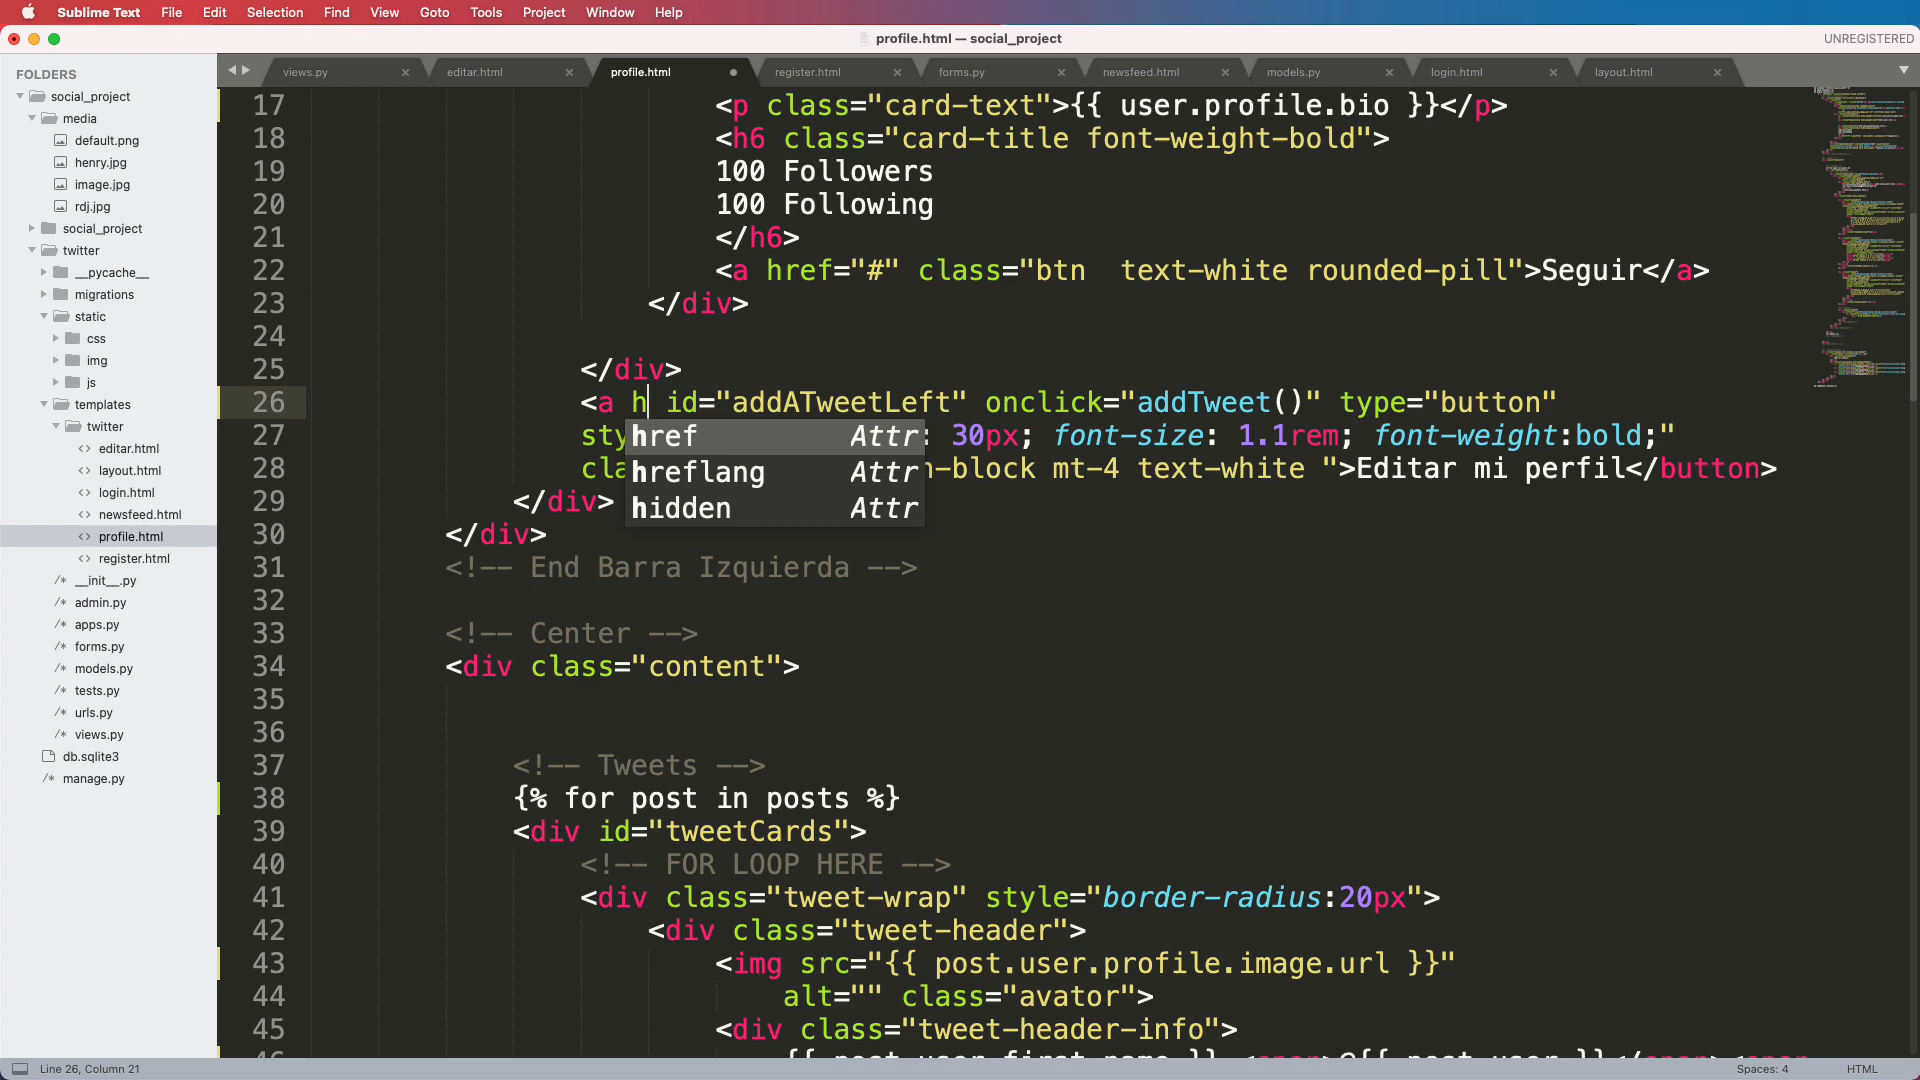 Sublime Text File Edit Selection Find View Goto Tools Project Window Help
profile.html — social_project
UNREGISTERED
FOLDERS
social_project
media
default.png
henry.jpg
image.jpg
rdj.jpg
social_project
twitter
__pycache__
migrations
static
css
img
js
templates
twitter
editar.html
layout.html
login.html
newsfeed.html
profile.html
register.html
/* __init__.py
/* admin.py
/* apps.py
/* forms.py
/* models.py
/* tests.py
/* urls.py
/* views.py
db.sqlite3
/* manage.py
views.py × editar.html × profile.html register.html × forms.py × newsfeed.html × models.py × login.html × layout.html ×
17 <p class="card-text">{{ user.profile.bio }}</p>
18 <h6 class="card-title font-weight-bold">
19 100 Followers
20 100 Following
21 </h6>
22 <a href="#" class="btn  text-white rounded-pill">Seguir</a>
23 </div>
24
25 </div>
26 <a h id="addATweetLeft" onclick="addTweet()" type="button"
27 sty : 30px; font-size: 1.1rem; font-weight:bold;"
28 cla n-block mt-4 text-white ">Editar mi perfil</button>
href Attr
hreflang Attr
hidden Attr
29 </div>
30 </div>
31 <!-- End Barra Izquierda -->
32
33 <!-- Center -->
34 <div class="content">
35
36
37 <!-- Tweets -->
38 {% for post in posts %}
39 <div id="tweetCards">
40 <!-- FOR LOOP HERE -->
41 <div class="tweet-wrap" style="border-radius:20px">
42 <div class="tweet-header">
43 <img src="{{ post.user.profile.image.url }}"
44 alt="" class="avator">
45 <div class="tweet-header-info">
46 {{ post.user.first_name }} <span>@{{ post.user }}</span><span
Line 26, Column 21
Spaces: 4
HTML